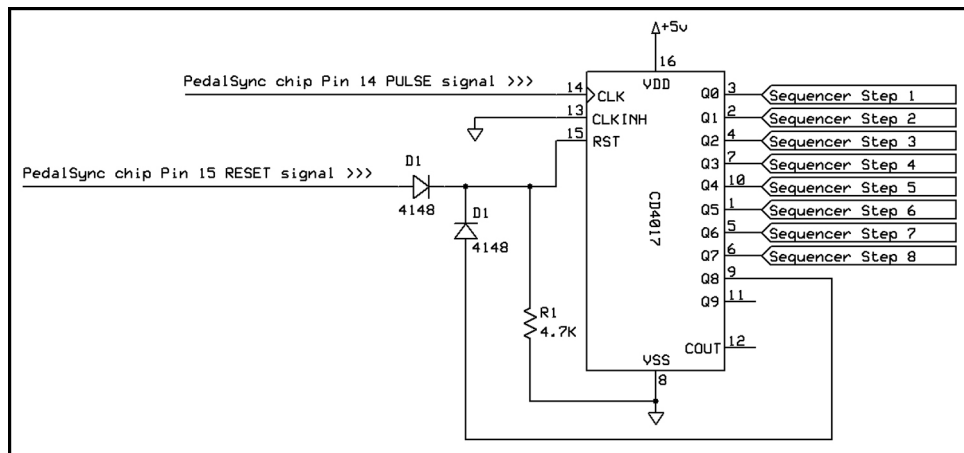 +5v
16
PedalSync chip Pin 14 PULSE signal >>>
14
CLK
VDD
Q0
3
Sequencer Step 1
13
CLKINH
Q1
2
Sequencer Step 2
15
RST
Q2
4
Sequencer Step 3
D1
Q3
7
Sequencer Step 4
PedalSync chip Pin 15 RESET signal >>>
Q4
10
Sequencer Step 5
4148
D1
Q5
1
Sequencer Step 6
CD4017
Q6
5
Sequencer Step 7
4148
Q7
6
Sequencer Step 8
Q8
9
Q9
11
R1
4.7K
COUT
12
VSS
8